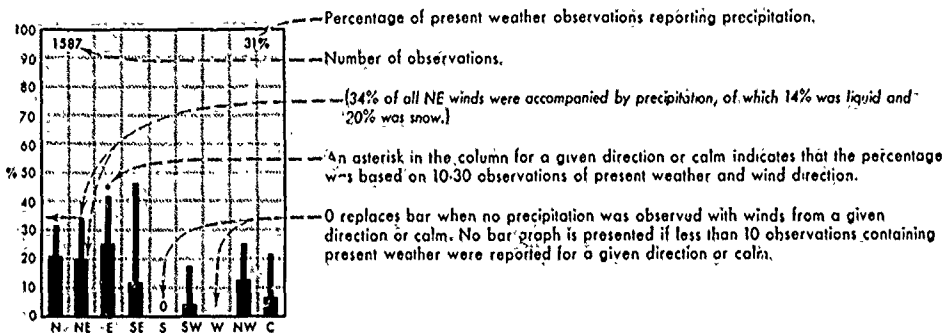 Percentage of present weather observations reporting precipitation.
100
1587
31%
90
Number of observations.
80
(34% of all NE winds were accompanied by precipitation, of which 14% was liquid and
20% was snow.)
70
60
An asterisk in the column for a given direction or calm indicates that the percentage
was based on 10-30 observations of present weather and wind direction.
% 50
40
0 replaces bar when no precipitation was observed with winds from a given
direction or calm. No bar graph is presented if less than 10 observations containing
present weather were reported for a given direction or calm.
30
20
10
0
0
N NE E SE S SW W NW C